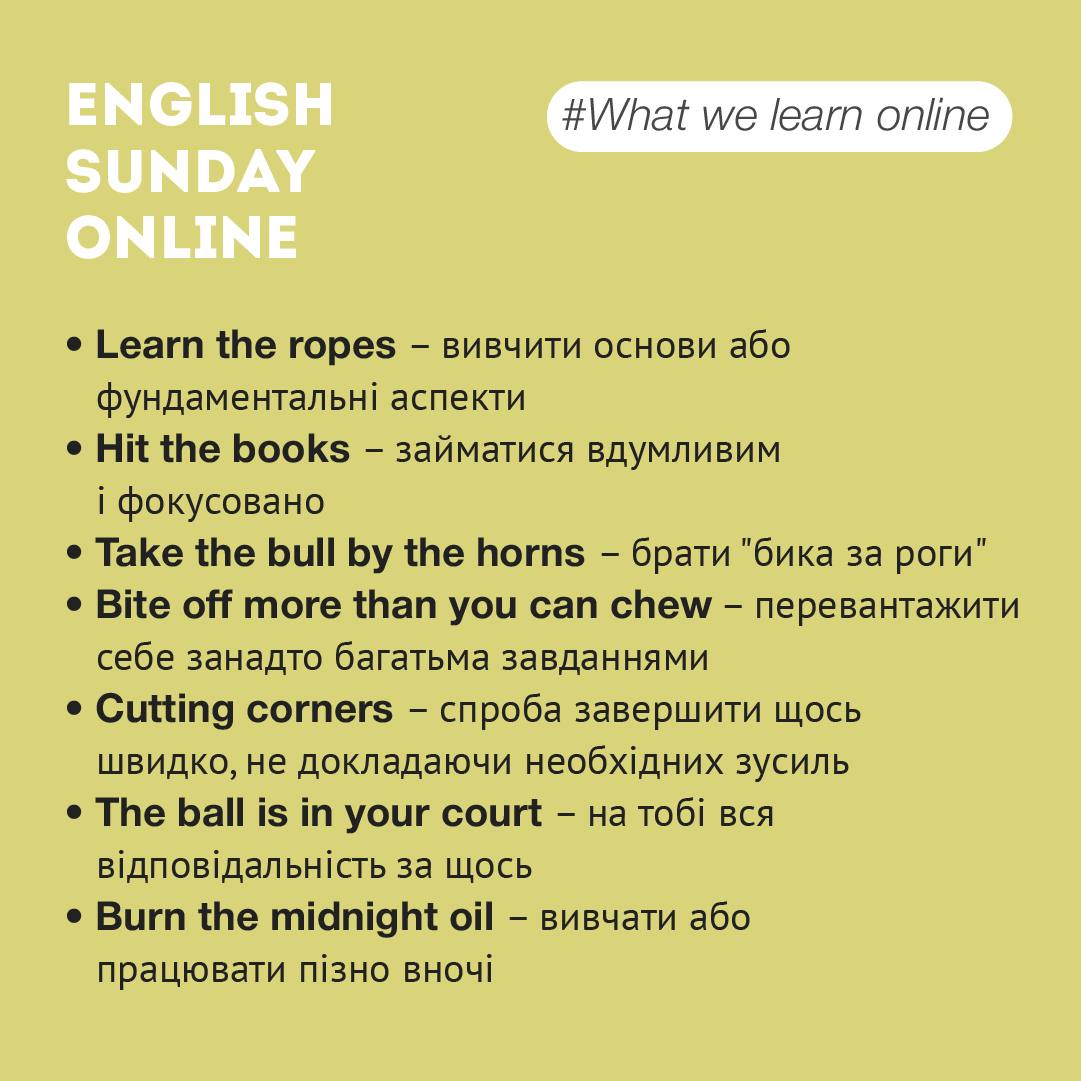 ENGLISH
SUNDAY
ONLINE
#What we learn online
• Learn the ropes – вивчити основи або
фундаментальні аспекти
• Hit the books – займатися вдумливим
і фокусовано
• Take the bull by the horns – брати "бика за роги"
• Bite off more than you can chew – перевантажити
себе занадто багатьма завданнями
• Cutting corners – спроба завершити щось
швидко, не докладаючи необхідних зусиль
• The ball is in your court – на тобі вся
відповідальність за щось
• Burn the midnight oil – вивчати або
працювати пізно вночі